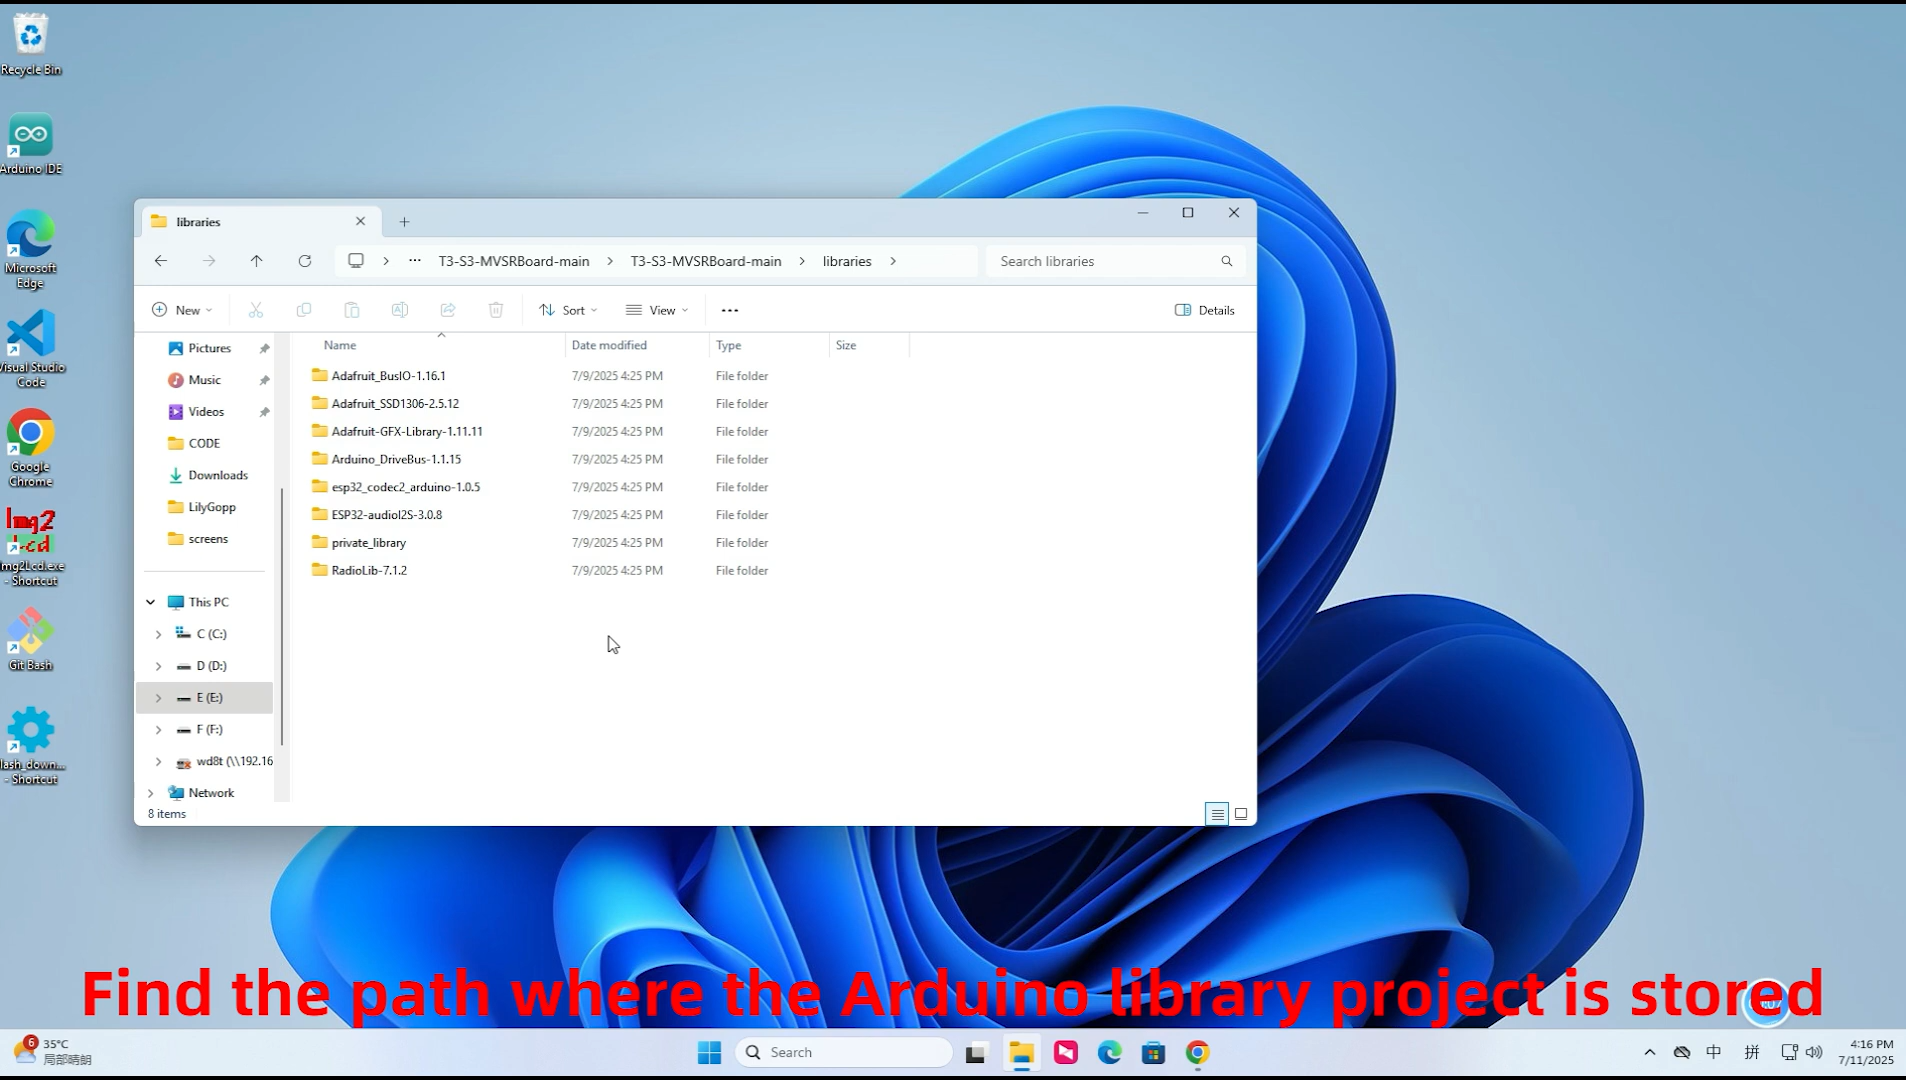 Recycle Bin
Arduino IDE
Microsoft
Edge
Visual Studio
Code
Google
Chrome
Img2
Lcd
mg2Lcd.exe
- Shortcut
Git Bash
lash_down...
- Shortcut
libraries
T3-S3-MVSRBoard-main
T3-S3-MVSRBoard-main
libraries
Search libraries
New
Sort
View
Details
Name
Date modified
Type
Size
Pictures
Music
Videos
CODE
Downloads
LilyGopp
screens
This PC
C (C:)
D (D:)
E (E:)
F (F:)
wd8t (\\192.16
Network
Adafruit_BusIO-1.16.1 7/9/2025 4:25 PM File folder
Adafruit_SSD1306-2.5.12 7/9/2025 4:25 PM File folder
Adafruit-GFX-Library-1.11.11 7/9/2025 4:25 PM File folder
Arduino_DriveBus-1.1.15 7/9/2025 4:25 PM File folder
esp32_codec2_arduino-1.0.5 7/9/2025 4:25 PM File folder
ESP32-audioI2S-3.0.8 7/9/2025 4:25 PM File folder
private_library 7/9/2025 4:25 PM File folder
RadioLib-7.1.2 7/9/2025 4:25 PM File folder
8 items
Find the path where the Arduino library project is stored
6
35°C
局部晴朗
Search
中
拼
4:16 PM
7/11/2025